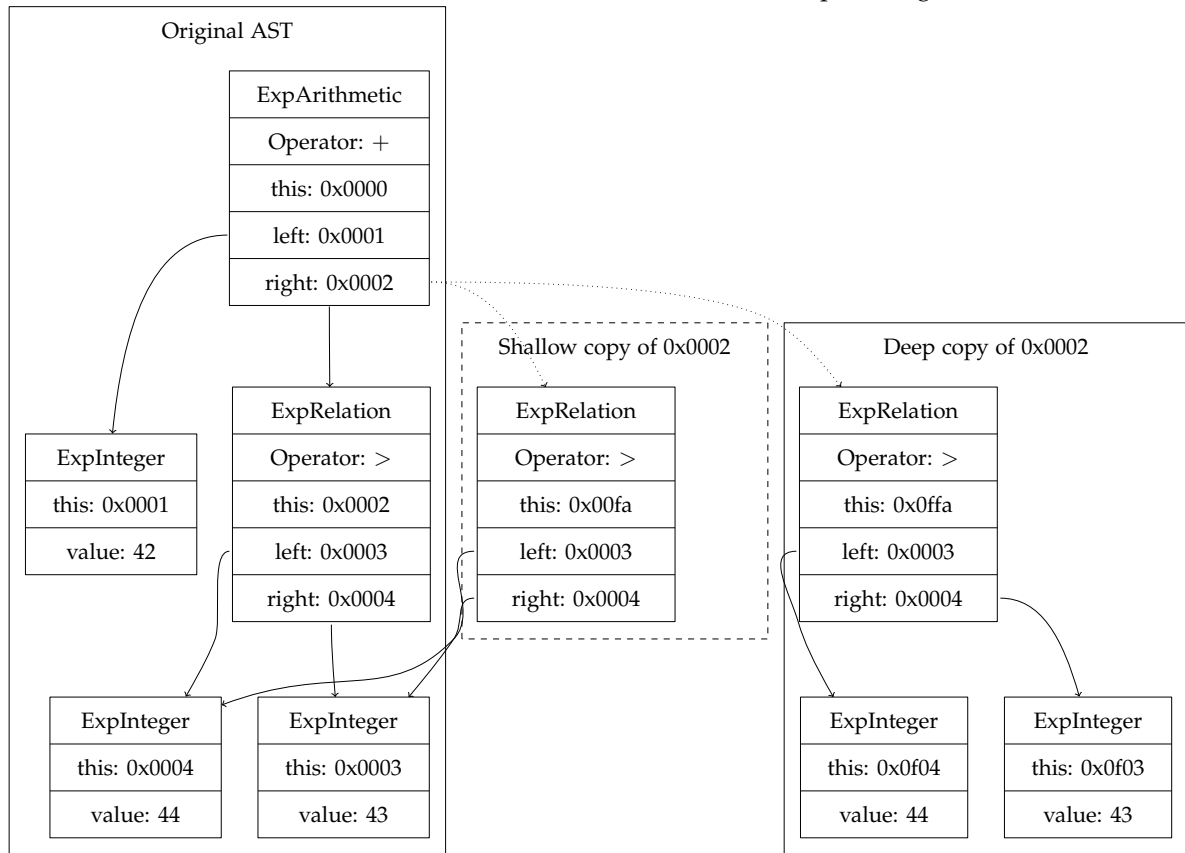 Original AST
ExpArithmetic
Operator: +
this: 0x0000
left: 0x0001
right: 0x0002
ExpInteger
this: 0x0001
value: 42
ExpRelation
Operator: >
this: 0x0002
left: 0x0003
right: 0x0004
ExpInteger
this: 0x0004
value: 44
ExpInteger
this: 0x0003
value: 43
Shallow copy of 0x0002
ExpRelation
Operator: >
this: 0x00fa
left: 0x0003
right: 0x0004
Deep copy of 0x0002
ExpRelation
Operator: >
this: 0x0ffa
left: 0x0003
right: 0x0004
ExpInteger
this: 0x0f04
value: 44
ExpInteger
this: 0x0f03
value: 43